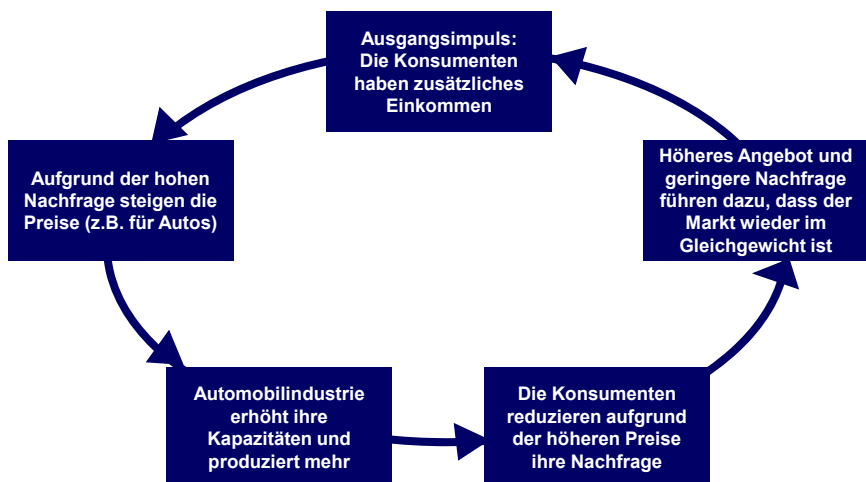 Ausgangsimpuls:
Die Konsumenten
haben zusätzliches
Einkommen
Aufgrund der hohen
Nachfrage steigen die
Preise (z.B. für Autos)
Automobilindustrie
erhöht ihre
Kapazitäten und
produziert mehr
Die Konsumenten
reduzieren aufgrund
der höheren Preise
ihre Nachfrage
Höheres Angebot und
geringere Nachfrage
führen dazu, dass der
Markt wieder im
Gleichgewicht ist